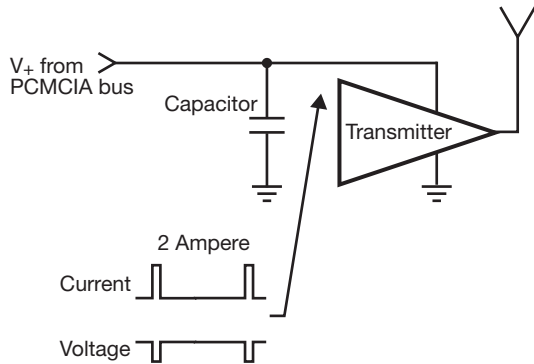 V+ from
PCMCIA bus
Capacitor
Transmitter
2 Ampere
Current
Voltage